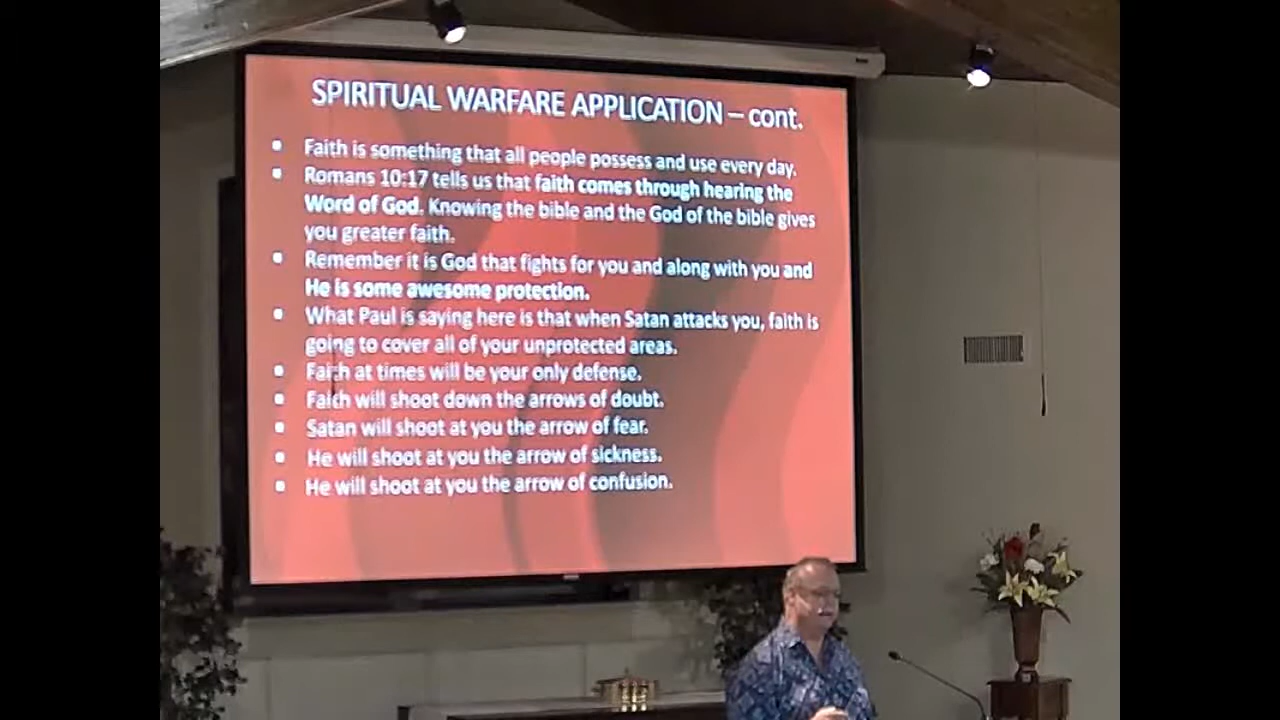 SPIRITUAL WARFARE APPLICATION – cont.
• Faith is something that all people possess and use every day.
• Romans 10:17 tells us that faith comes through hearing the
Word of God. Knowing the bible and the God of the bible gives
you greater faith.
• Remember it is God that fights for you and along with you and
He is some awesome protection.
• What Paul is saying here is that when Satan attacks you, faith is
going to cover all of your unprotected areas.
• Faith at times will be your only defense.
• Faith will shoot down the arrows of doubt.
• Satan will shoot at you the arrow of fear.
• He will shoot at you the arrow of sickness.
• He will shoot at you the arrow of confusion.